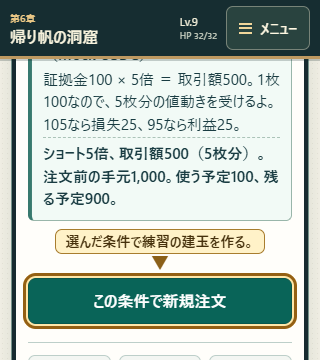 第6章
帰り帆の洞窟
Lv.9
HP 32/32
メニュー
証拠金100 × 5倍 ＝ 取引額500。1枚
100なので、5枚分の値動きを受けるよ。
105なら損失25、95なら利益25。
ショート5倍、取引額500（5枚分）。
注文前の手元1,000。使う予定100、残
る予定900。
選んだ条件で練習の建玉を作る。
この条件で新規注文